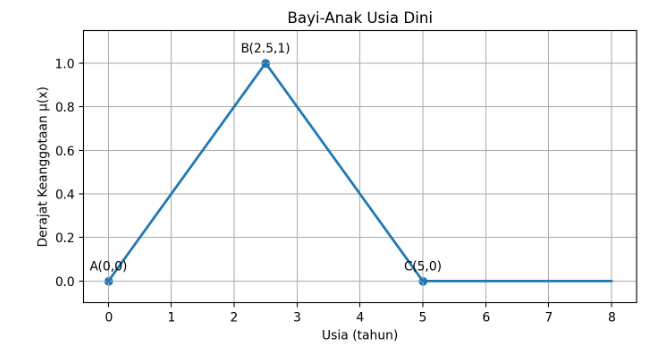 Bayi-Anak Usia Dini
B(2.5,1)
1.0
0.8
0.6
0.4
0.2
0.0
Derajat Keanggotaan μ(x)
A(0,0)
C(5,0)
0 1 2 3 4 5 6 7 8
Usia (tahun)